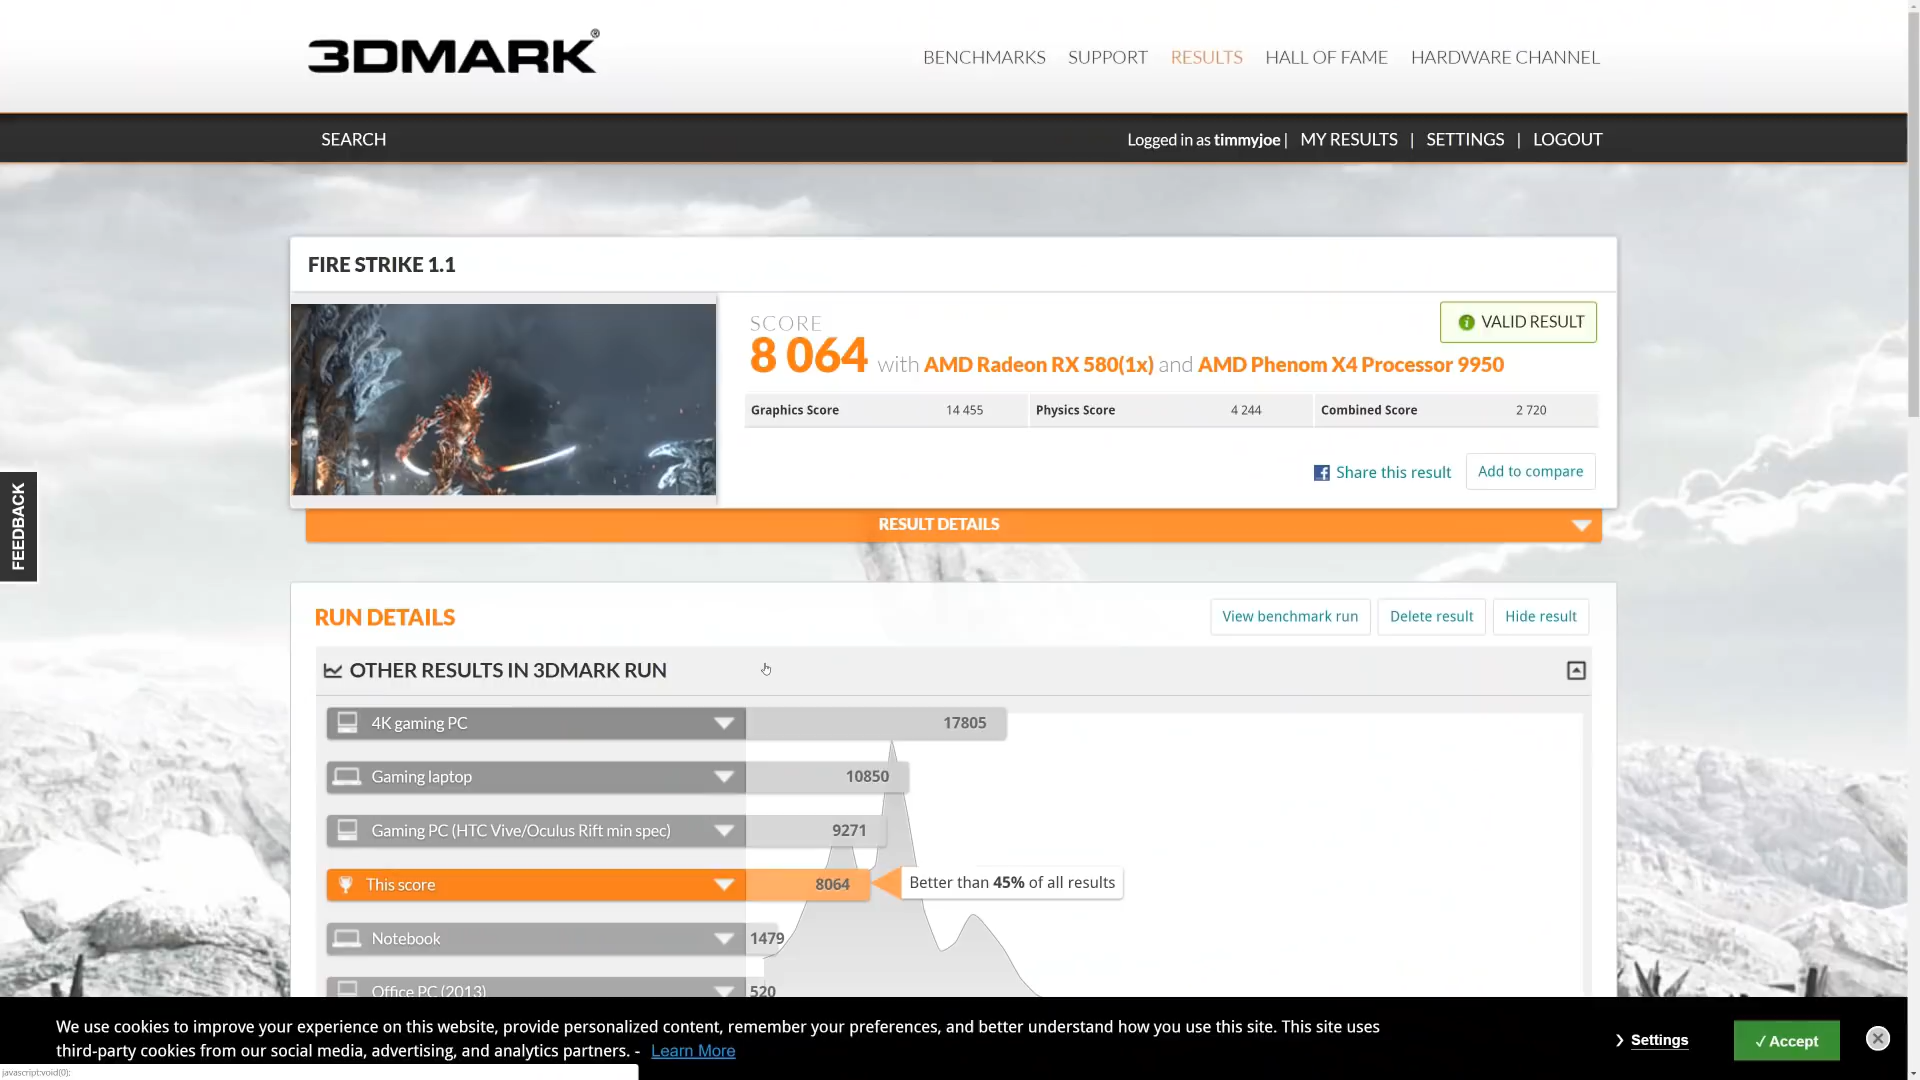 3DMARK®
BENCHMARKS SUPPORT RESULTS HALL OF FAME HARDWARE CHANNEL
SEARCH
Logged in as timmyjoe | MY RESULTS | SETTINGS | LOGOUT
FIRE STRIKE 1.1
VALID RESULT
SCORE
8 064 with AMD Radeon RX 580(1x) and AMD Phenom X4 Processor 9950
Graphics Score 14 455 Physics Score 4 244 Combined Score 2 720
Share this result Add to compare
FEEDBACK
RESULT DETAILS
RUN DETAILS
View benchmark run Delete result Hide result
OTHER RESULTS IN 3DMARK RUN
4K gaming PC 17805
Gaming laptop 10850
Gaming PC (HTC Vive/Oculus Rift min spec) 9271
This score 8064 Better than 45% of all results
Notebook 1479
Office PC (2013) 520
We use cookies to improve your experience on this website, provide personalized content, remember your preferences, and better understand how you use this site. This site uses
third-party cookies from our social media, advertising, and analytics partners. - Learn More
Settings
✓ Accept
javascript:void(0);